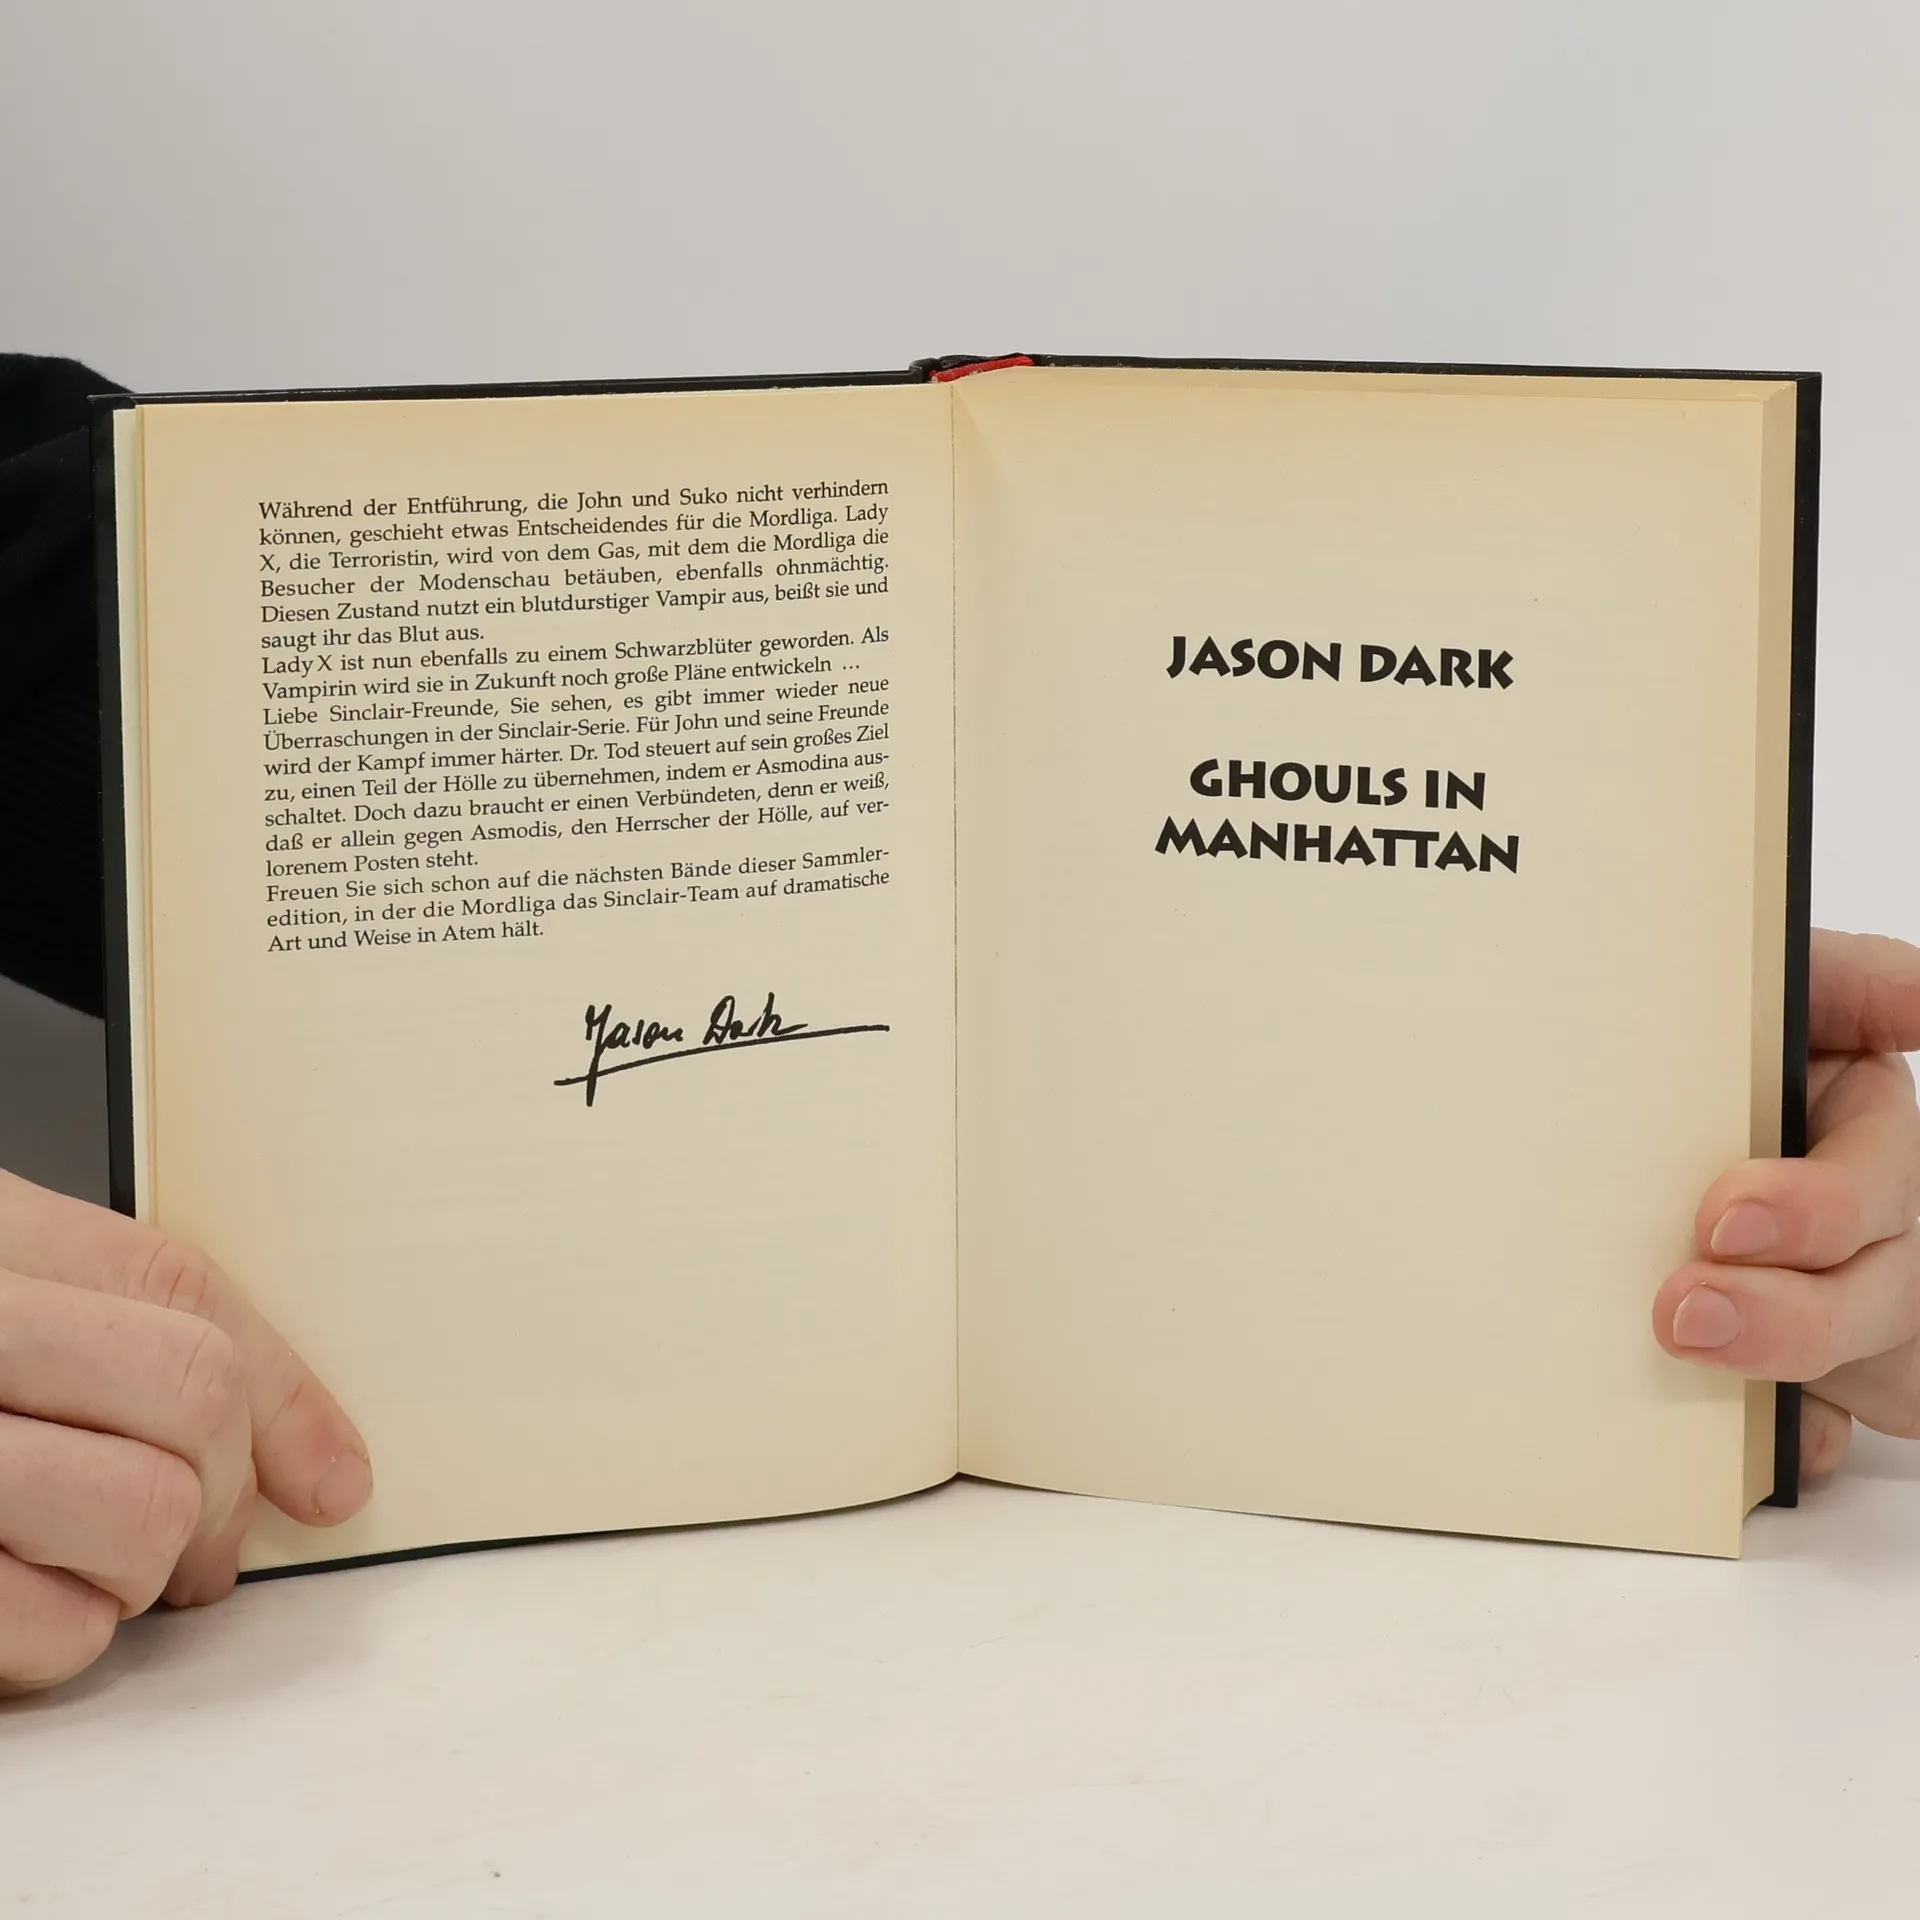 Während der Entführung, die John und Suko nicht verhindern
können, geschieht etwas Entscheidendes für die Mordliga. Lady
X, die Terroristin, wird von dem Gas, mit dem die Mordliga die
Besucher der Modenschau betäuben, ebenfalls ohnmächtig.
Diesen Zustand nutzt ein blutdurstiger Vampir aus, beißt sie und
saugt ihr das Blut aus.
Lady X ist nun ebenfalls zu einem Schwarzblüter geworden. Als
Vampirin wird sie in Zukunft noch große Pläne entwickeln ...
Liebe Sinclair-Freunde, Sie sehen, es gibt immer wieder neue
Überraschungen in der Sinclair-Serie. Für John und seine Freunde
wird der Kampf immer härter. Dr. Tod steuert auf sein großes Ziel
zu, einen Teil der Hölle zu übernehmen, indem er Asmodina aus-
schaltet. Doch dazu braucht er einen Verbündeten, denn er weiß,
daß er allein gegen Asmodis, den Herrscher der Hölle, auf ver-
lorenem Posten steht.
Freuen Sie sich schon auf die nächsten Bände dieser Sammler-
edition, in der die Mordliga das Sinclair-Team auf dramatische
Art und Weise in Atem hält.
Jason Dark
JASON DARK
GHOULS IN
MANHATTAN